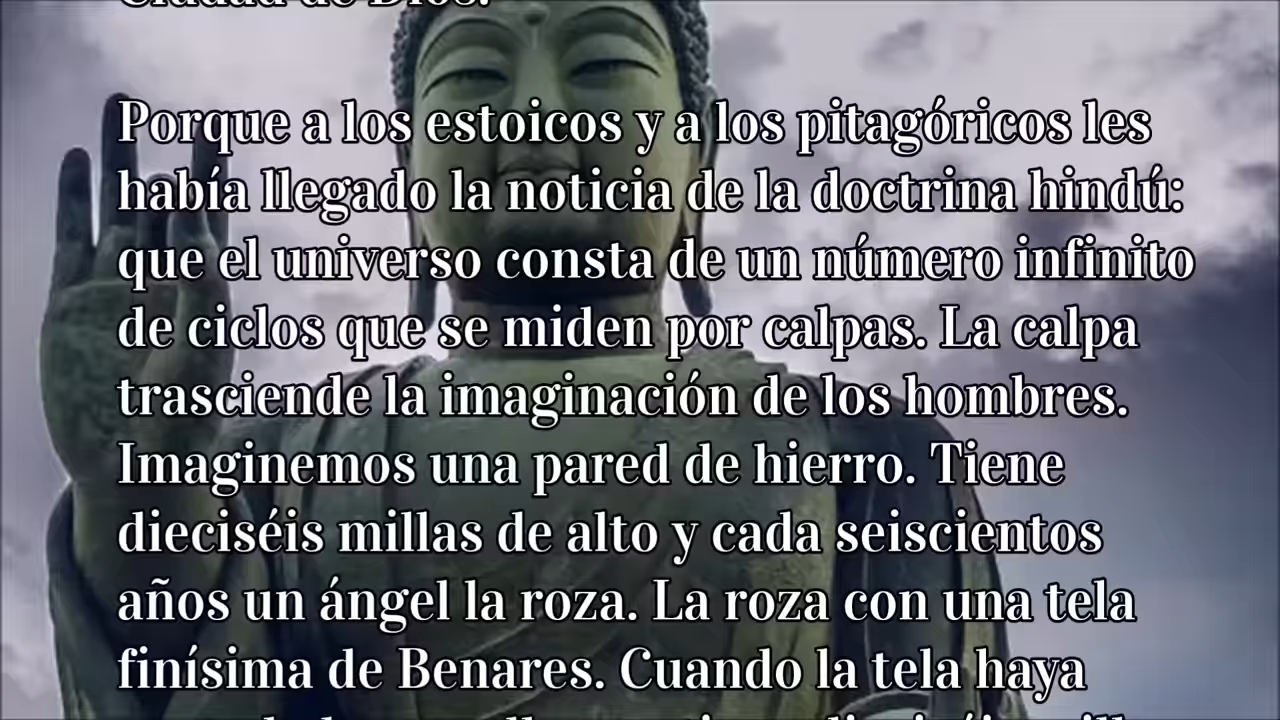 Ciudad de Dios.
Porque a los estoicos y a los pitagóricos les
había llegado la noticia de la doctrina hindú:
que el universo consta de un número infinito
de ciclos que se miden por calpas. La calpa
trasciende la imaginación de los hombres.
Imaginemos una pared de hierro. Tiene
dieciséis millas de alto y cada seiscientos
años un ángel la roza. La roza con una tela
finísima de Benares. Cuando la tela haya